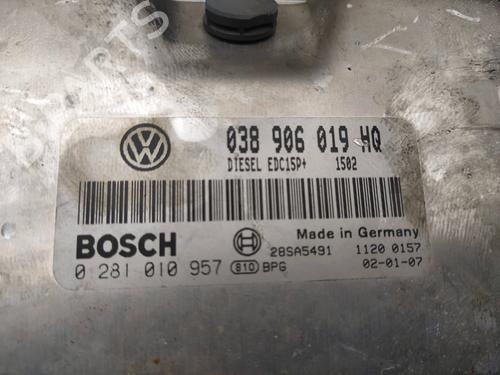 038 906 019 HQ
DIESEL EDC15P+ 1502
BOSCH
Made in Germany
28SA5491 1120 0157
0 281 010 957 810 BPG 02-01-07